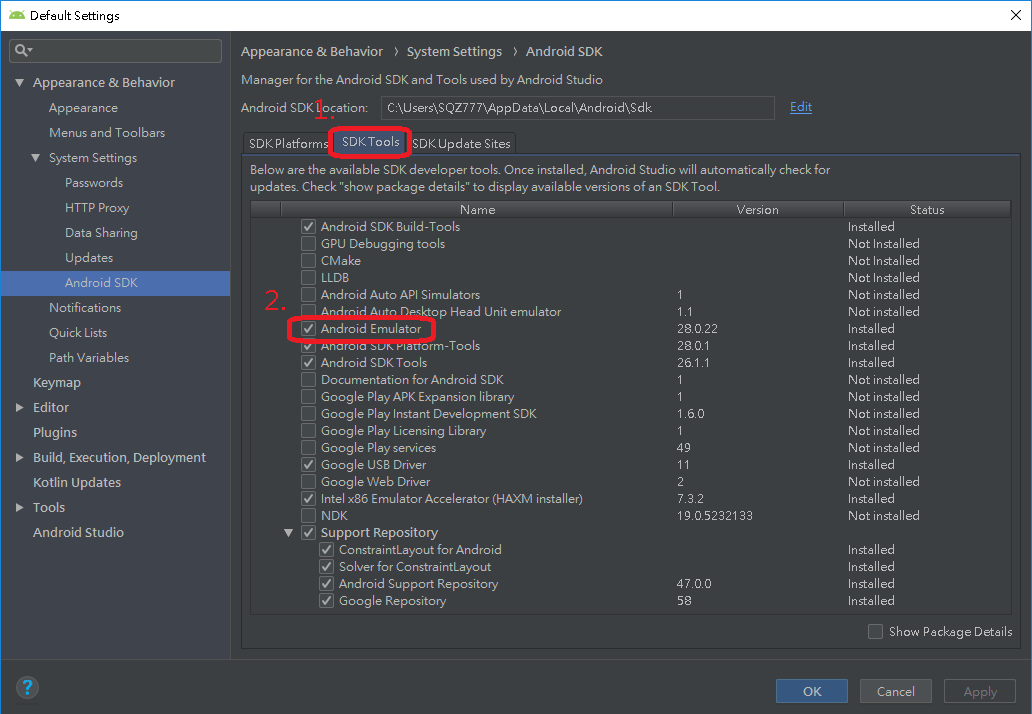 Default Settings
Appearance & Behavior › System Settings › Android SDK
Manager for the Android SDK and Tools used by Android Studio
Android SDK Location: C:\Users\SQZ777\AppData\Local\Android\Sdk Edit
1.
SDK Platforms SDK Tools SDK Update Sites
Below are the available SDK developer tools. Once installed, Android Studio will automatically check for
updates. Check "show package details" to display available versions of an SDK Tool.
Name Version Status
Android SDK Build-Tools Installed
GPU Debugging tools Not Installed
CMake Not Installed
LLDB Not Installed
Android Auto API Simulators 1 Not installed
Android Auto Desktop Head Unit emulator 1.1 Not installed
2.
Android Emulator 28.0.22 Installed
Android SDK Platform-Tools 28.0.1 Installed
Android SDK Tools 26.1.1 Installed
Documentation for Android SDK 1 Not installed
Google Play APK Expansion library 1 Not installed
Google Play Instant Development SDK 1.6.0 Not installed
Google Play Licensing Library 1 Not installed
Google Play services 49 Not installed
Google USB Driver 11 Installed
Google Web Driver 2 Not installed
Intel x86 Emulator Accelerator (HAXM installer) 7.3.2 Installed
NDK 19.0.5232133 Not installed
Support Repository
ConstraintLayout for Android Installed
Solver for ConstraintLayout Installed
Android Support Repository 47.0.0 Installed
Google Repository 58 Installed
Show Package Details
Appearance & Behavior
Appearance
Menus and Toolbars
System Settings
Passwords
HTTP Proxy
Data Sharing
Updates
Android SDK
Notifications
Quick Lists
Path Variables
Keymap
Editor
Plugins
Build, Execution, Deployment
Kotlin Updates
Tools
Android Studio
?
OK Cancel Apply